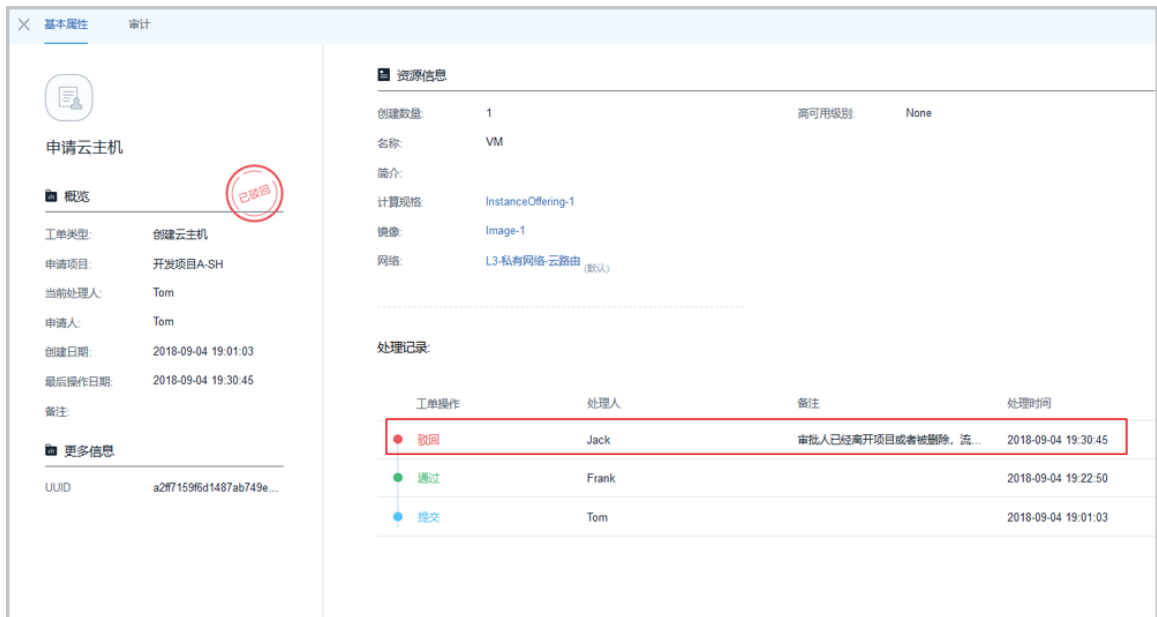 基本属性 审计
申请云主机
已驳回
概览
工单类型: 创建云主机
申请项目: 开发项目A-SH
当前处理人: Tom
申请人: Tom
创建日期: 2018-09-04 19:01:03
最后操作日期: 2018-09-04 19:30:45
备注:
更多信息
UUID a2ff7159f6d1487ab749e...
资源信息
创建数量: 1 高可用级别: None
名称: VM
简介:
计算规格: InstanceOffering-1
镜像: Image-1
网络: L3-私有网络-云路由 (默认)
处理记录:
工单操作 处理人 备注 处理时间
驳回 Jack 审批人已经离开项目或者被删除，流... 2018-09-04 19:30:45
通过 Frank 2018-09-04 19:22:50
提交 Tom 2018-09-04 19:01:03